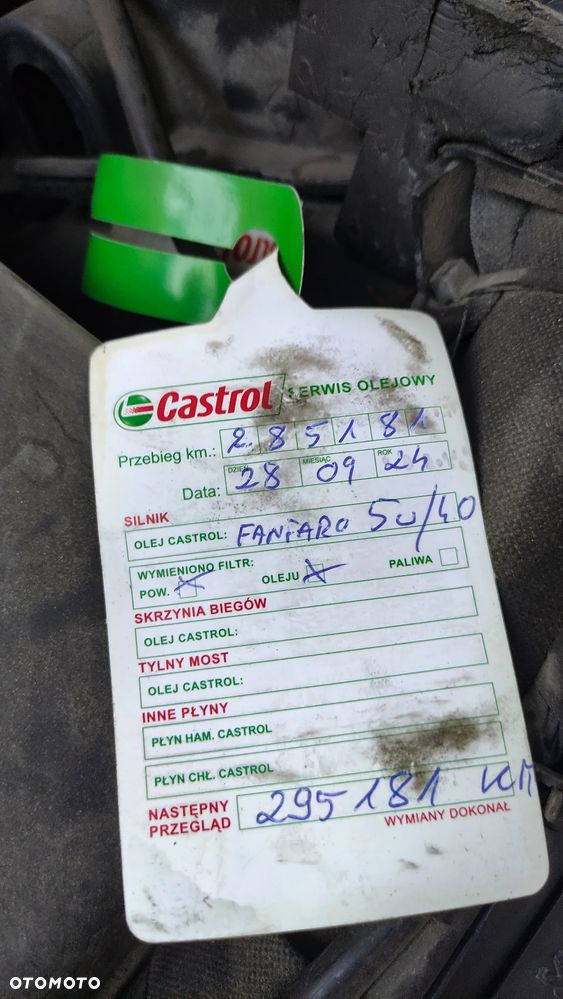 Castrol SERWIS OLEJOWY
Przebieg km.: 285181
DZIEŃ MIESIĄC ROK
Data: 28 09 24
SILNIK
OLEJ CASTROL: FANFARO 5W/40
WYMIENIONO FILTR:
POW. OLEJU PALIWA
SKRZYNIA BIEGÓW
OLEJ CASTROL:
TYLNY MOST
OLEJ CASTROL:
INNE PŁYNY
PŁYN HAM. CASTROL
PŁYN CHŁ. CASTROL
NASTĘPNY PRZEGLĄD 295181 KM
WYMIANY DOKONAŁ
OTOMOTO